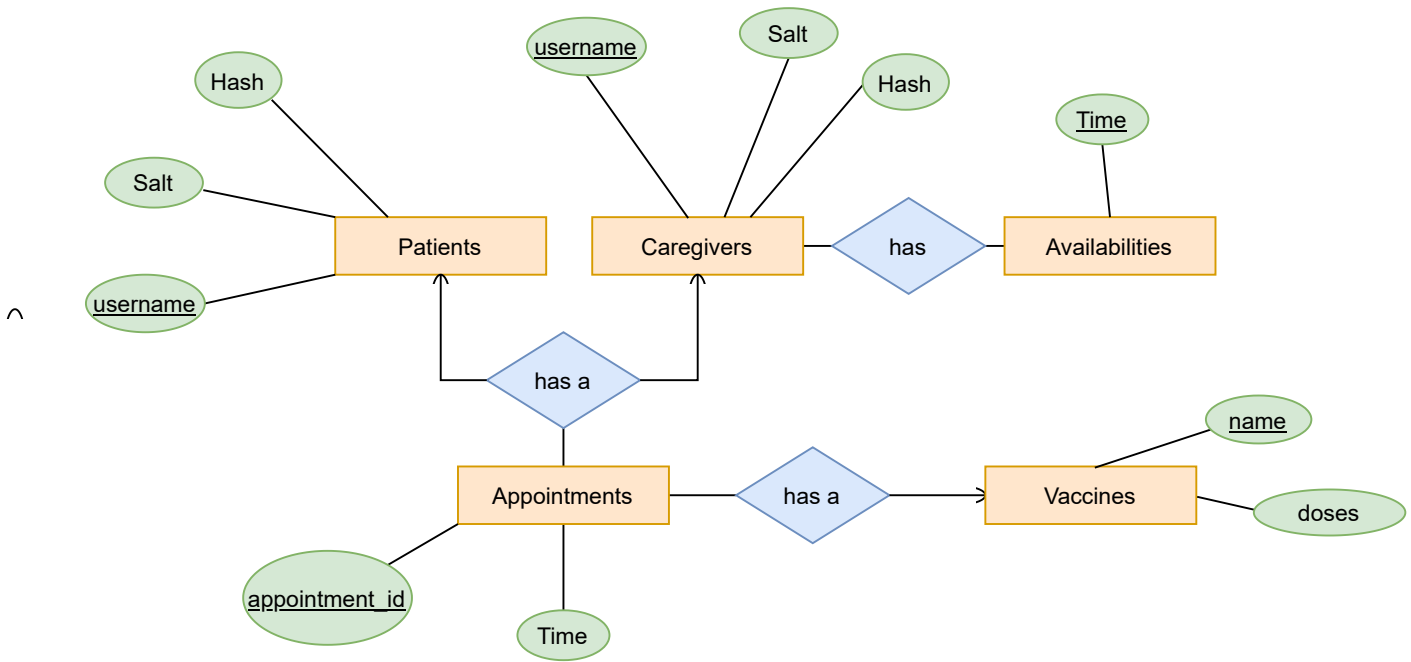 username
Salt
Hash
Hash
Time
Salt
Patients
Caregivers
has
Availabilities
username
has a
name
Appointments
has a
Vaccines
doses
appointment_id
Time